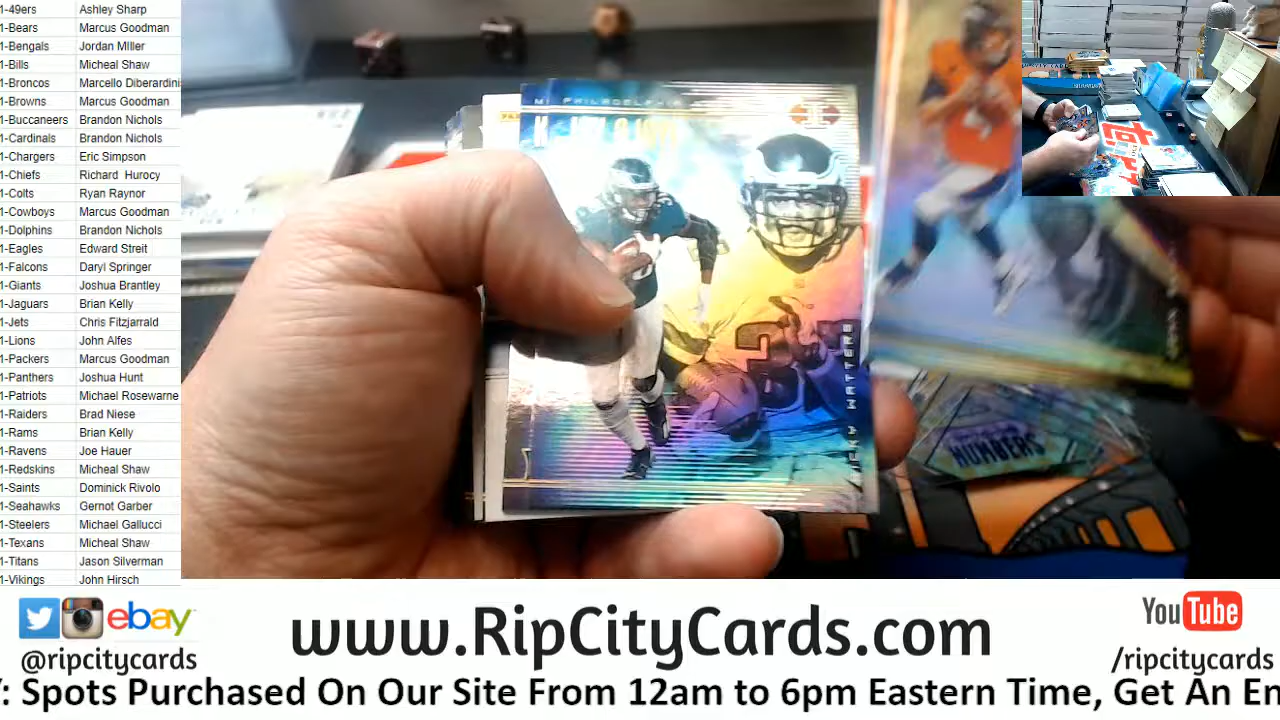 1-49ers Ashley Sharp
1-Bears Marcus Goodman
1-Bengals Jordan MIller
1-Bills Micheal Shaw
1-Broncos Marcello Diberardini
1-Browns Marcus Goodman
1-Buccaneers Brandon Nichols
1-Cardinals Brandon Nichols
1-Chargers Eric Simpson
1-Chiefs Richard Hurocy
1-Colts Ryan Raynor
1-Cowboys Marcus Goodman
1-Dolphins Brandon Nichols
1-Eagles Edward Streit
1-Falcons Daryl Springer
1-Giants Joshua Brantley
1-Jaguars Brian Kelly
1-Jets Chris Fitzjarrald
1-Lions John Alfes
1-Packers Marcus Goodman
1-Panthers Joshua Hunt
1-Patriots Michael Rosewarne
1-Raiders Brad Niese
1-Rams Brian Kelly
1-Ravens Joe Hauer
1-Redskins Micheal Shaw
1-Saints Dominick Rivolo
1-Seahawks Gernot Garber
1-Steelers Michael Gallucci
1-Texans Micheal Shaw
1-Titans Jason Silverman
1-Vikings John Hirsch
PHILADELPHIA
WATTERS
NUMBERS
ebay
@ripcitycards
www.RipCityCards.com
YouTube
/ripcitycards
: Spots Purchased On Our Site From 12am to 6pm Eastern Time, Get An En